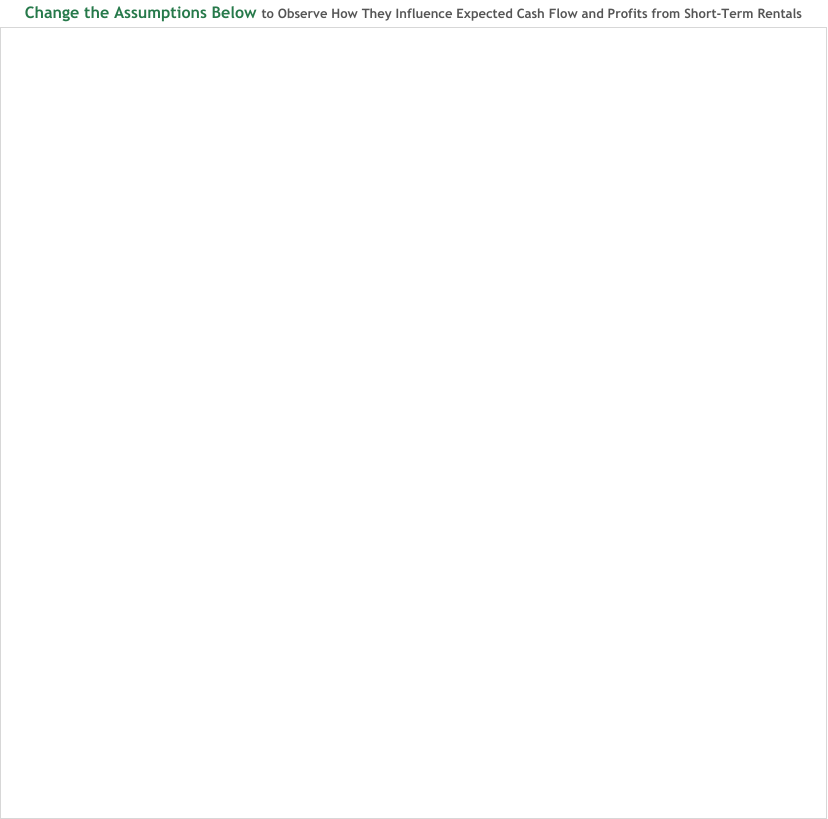 Change the Assumptions Below to Observe How They Influence Expected Cash Flow and Profits from Short-Term Rentals